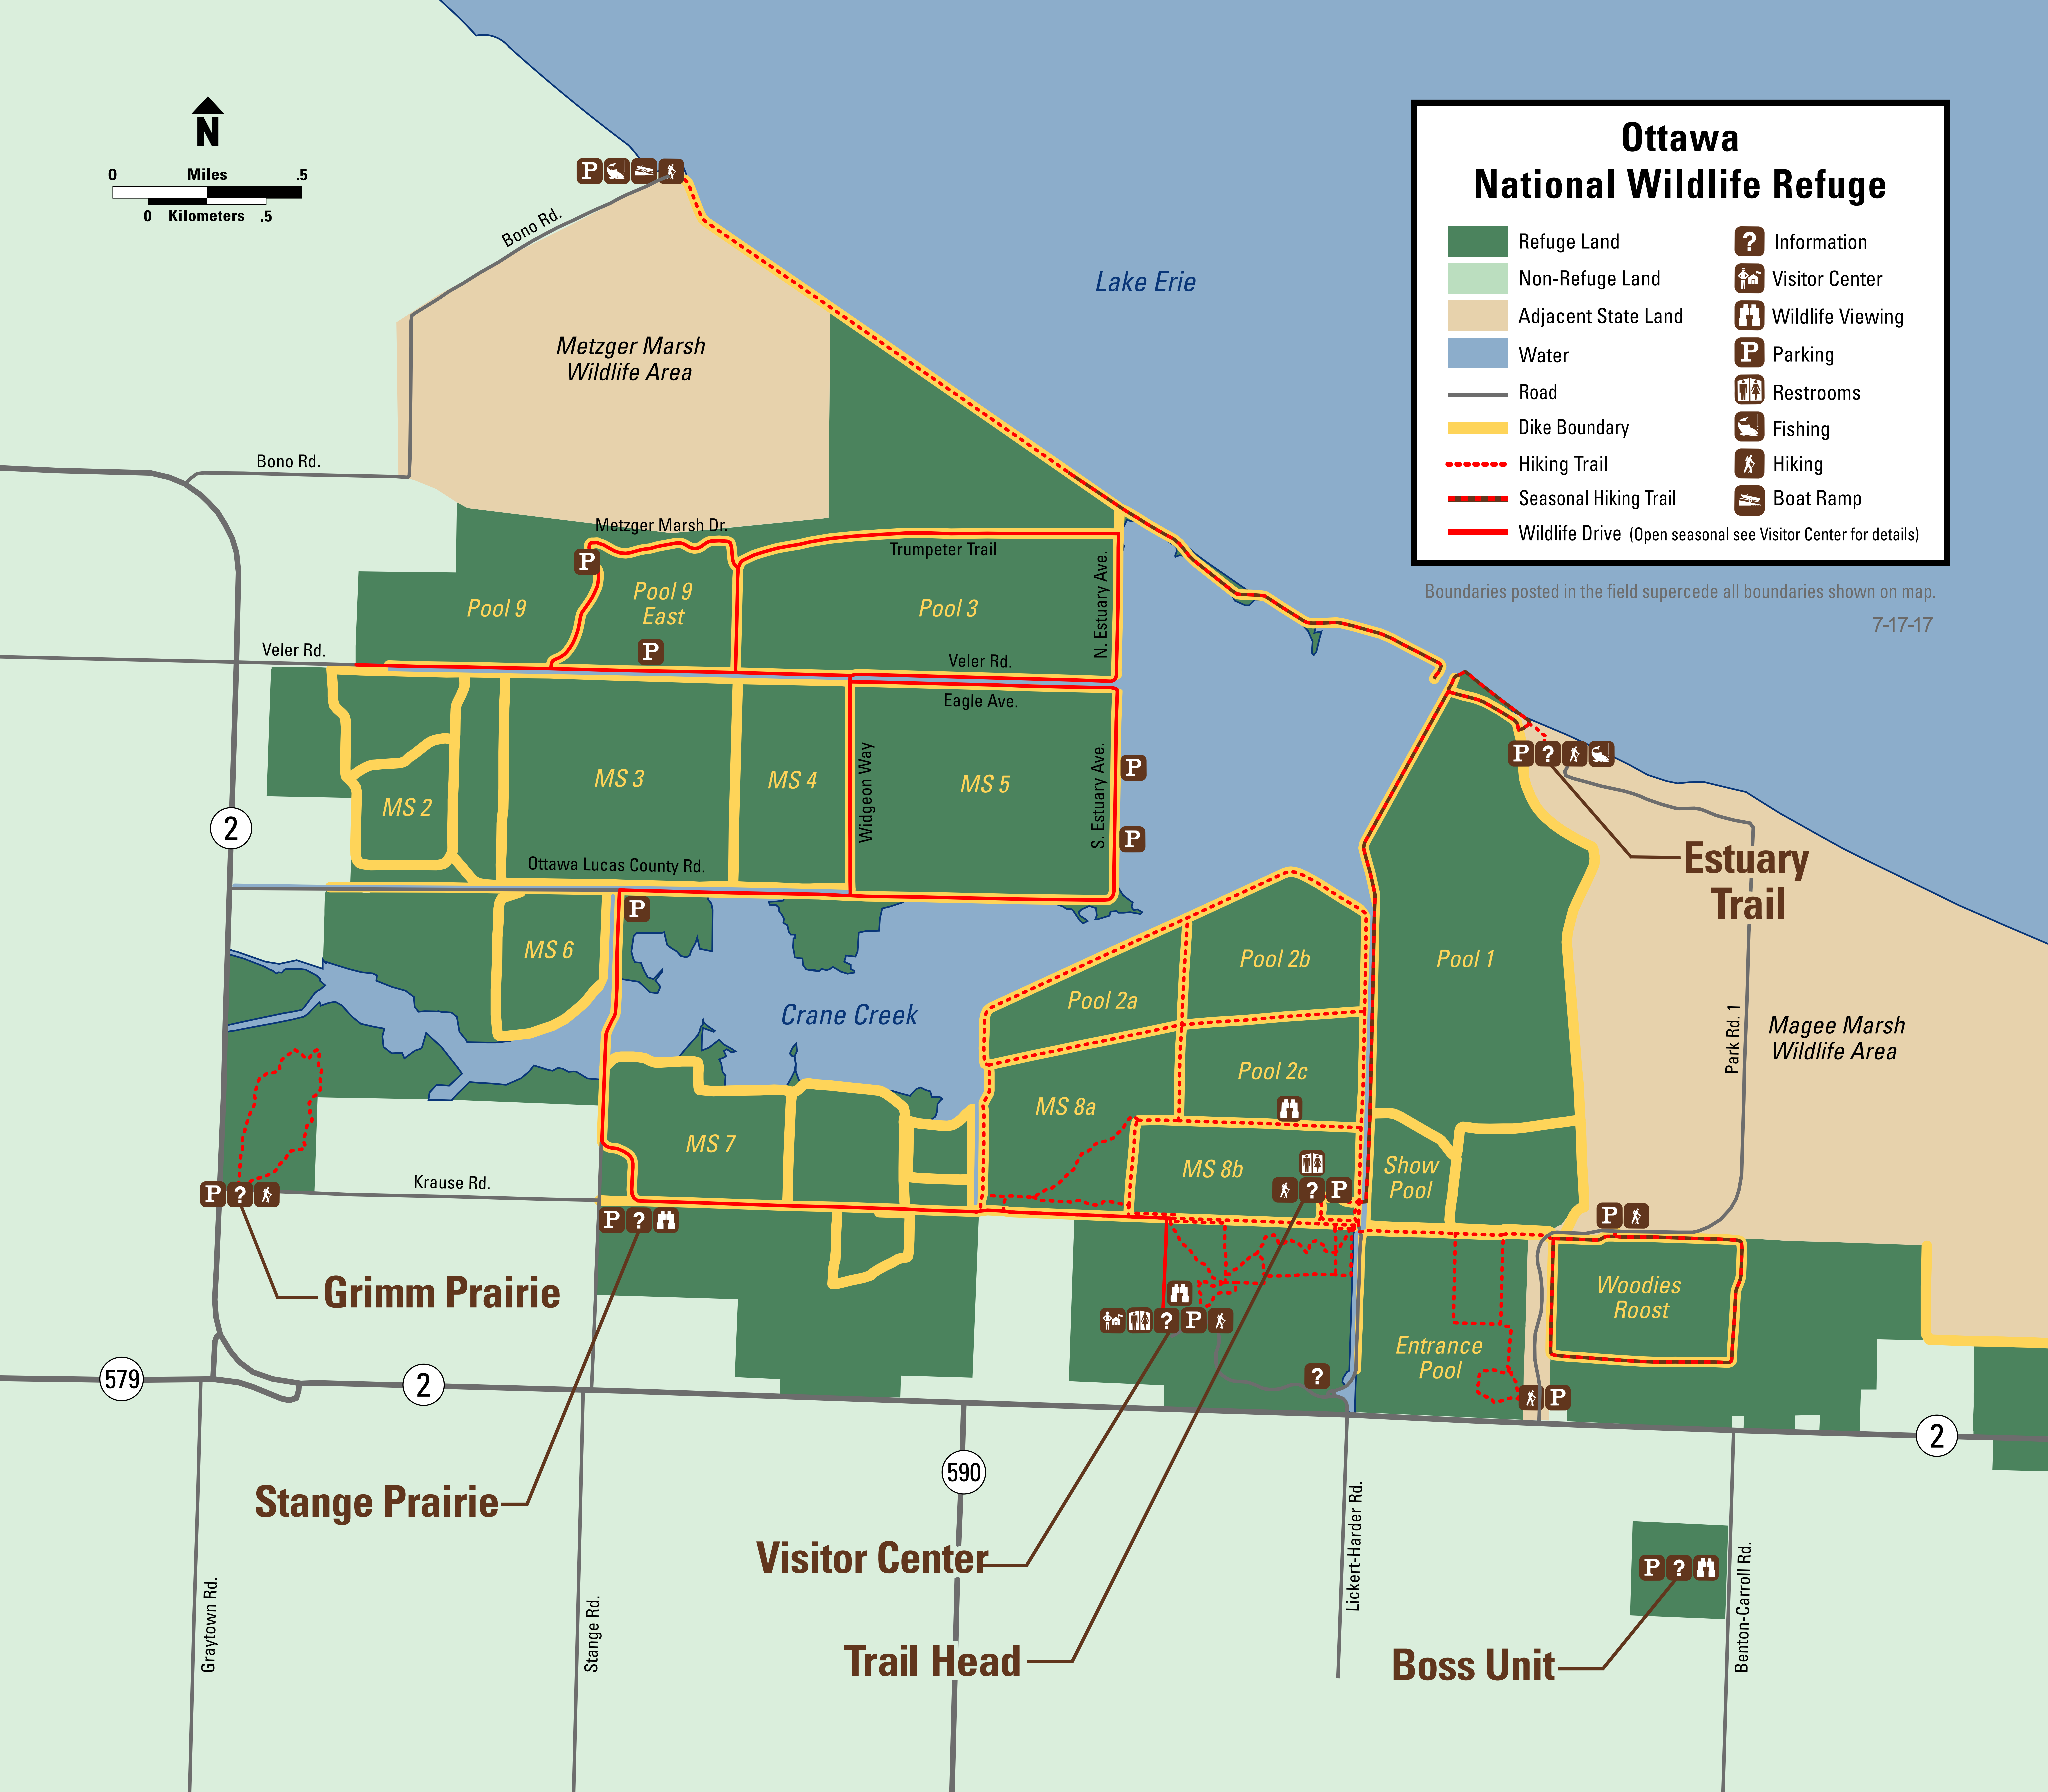 N
0 Miles .5
0 Kilometers .5
Ottawa
National Wildlife Refuge
Refuge Land
Non-Refuge Land
Adjacent State Land
Water
Road
Dike Boundary
Hiking Trail
Seasonal Hiking Trail
Wildlife Drive (Open seasonal see Visitor Center for details)
? Information
Visitor Center
Wildlife Viewing
P Parking
Restrooms
Fishing
Hiking
Boat Ramp
Boundaries posted in the field supercede all boundaries shown on map.
7-17-17
P
Bono Rd.
Lake Erie
Metzger Marsh
Wildlife Area
Bono Rd.
Metzger Marsh Dr.
Trumpeter Trail
P
Pool 9
Pool 9
East
Pool 3
N. Estuary Ave.
P
Veler Rd.
Veler Rd.
Eagle Ave.
P ?
MS 2
MS 3
MS 4
Widgeon Way
MS 5
S. Estuary Ave.
P
P
2
Estuary
Trail
Ottawa Lucas County Rd.
P
MS 6
Crane Creek
Pool 2a
Pool 2b
Pool 1
Park Rd. 1
Magee Marsh
Wildlife Area
Pool 2c
MS 8a
MS 7
MS 8b
Show
Pool
? P
Krause Rd.
P ?
P ?
P
Grimm Prairie
Woodies
Roost
? P
Entrance
Pool
?
P
579
2
2
590
Stange Prairie
Visitor Center
Trail Head
Boss Unit
P ?
Graytown Rd.
Stange Rd.
Lickert-Harder Rd.
Benton-Carroll Rd.